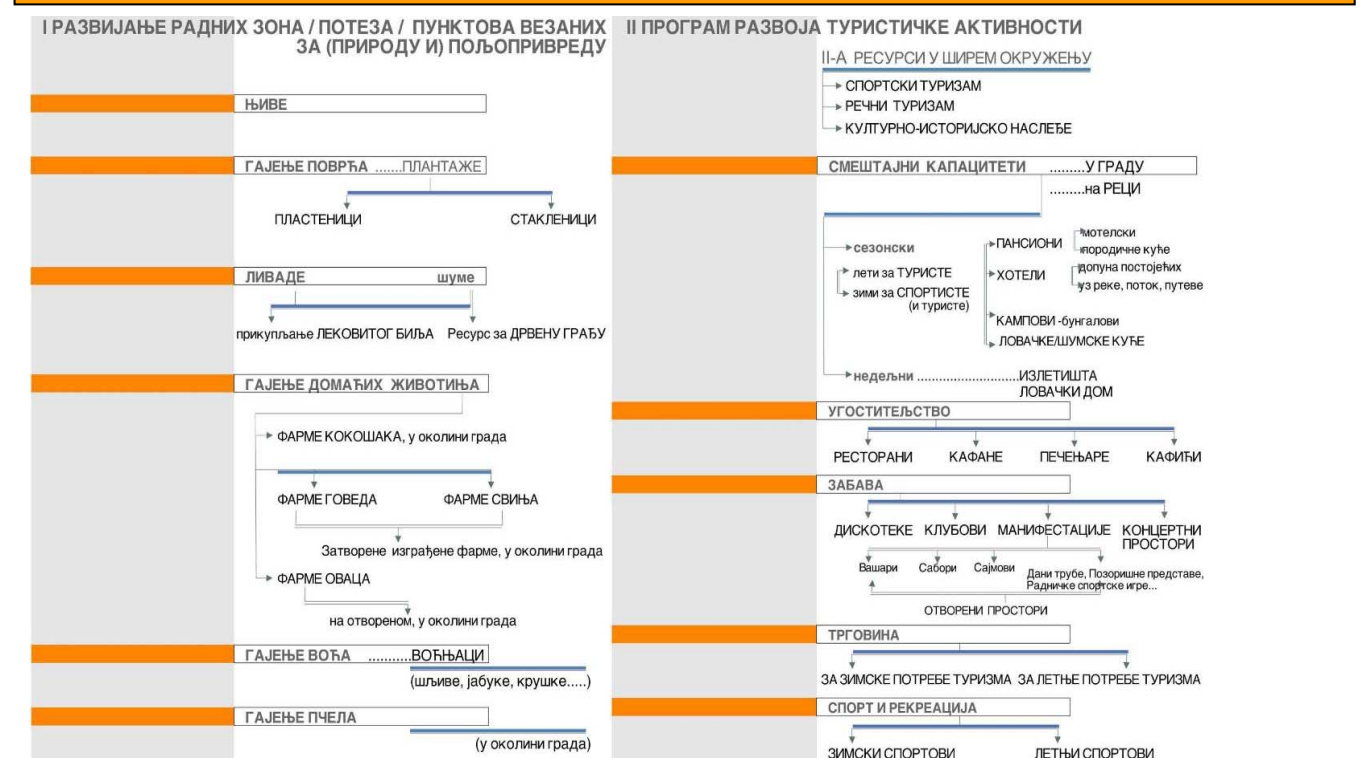 I РАЗВИЈАЊЕ РАДНИХ ЗОНА / ПОТЕЗА / ПУНКТОВА ВЕЗАНИХ
ЗА (ПРИРОДУ И) ПОЉОПРИВРЕДУ
ЊИВЕ
ГАЈЕЊЕ ПОВРЋА .......ПЛАНТАЖЕ
ПЛАСТЕНИЦИ СТАКЛЕНИЦИ
ЛИВАДЕ шуме
прикупљање ЛЕКОВИТОГ БИЉА Ресурс за ДРВЕНУ ГРАЂУ
ГАЈЕЊЕ ДОМАЋИХ ЖИВОТИЊА
ФАРМЕ КОКОШАКА, у околини града
ФАРМЕ ГОВЕДА ФАРМЕ СВИЊА
Затворене изграђене фарме, у околини града
ФАРМЕ ОВАЦА
на отвореном, у околини града
ГАЈЕЊЕ ВОЋА ...........ВОЋЊАЦИ
(шљиве, јабуке, крушке.....)
ГАЈЕЊЕ ПЧЕЛА
(у околини града)
II ПРОГРАМ РАЗВОЈА ТУРИСТИЧКЕ АКТИВНОСТИ
II-А РЕСУРСИ У ШИРЕМ ОКРУЖЕЊУ
СПОРТСКИ ТУРИЗАМ
РЕЧНИ ТУРИЗАМ
КУЛТУРНО-ИСТОРИЈСКО НАСЛЕЂЕ
СМЕШТАЈНИ КАПАЦИТЕТИ .........У ГРАДУ
.........на РЕЦИ
сезонски
лети за ТУРИСТЕ
зими за СПОРТИСТЕ
(и туристе)
ПАНСИОНИ
мотелски
породичне куће
ХОТЕЛИ
допуна постојећих
уз реке, поток, путеве
КАМПОВИ -бунгалови
ЛОВАЧКЕ/ШУМСКЕ КУЋЕ
недељни ...........................ИЗЛЕТИШТА
ЛОВАЧКИ ДОМ
УГОСТИТЕЉСТВО
РЕСТОРАНИ КАФАНЕ ПЕЧЕЊАРЕ КАФИЋИ
ЗАБАВА
ДИСКОТЕКЕ КЛУБОВИ МАНИФЕСТАЦИЈЕ КОНЦЕРТНИ
ПРОСТОРИ
Вашари Сабори Сајмови Дани трубе, Позоришне представе,
Радничке спортске игре...
ОТВОРЕНИ ПРОСТОРИ
ТРГОВИНА
ЗА ЗИМСКЕ ПОТРЕБЕ ТУРИЗМА ЗА ЛЕТЊЕ ПОТРЕБЕ ТУРИЗМА
СПОРТ И РЕКРЕАЦИЈА
ЗИМСКИ СПОРТОВИ ЛЕТЊИ СПОРТОВИ